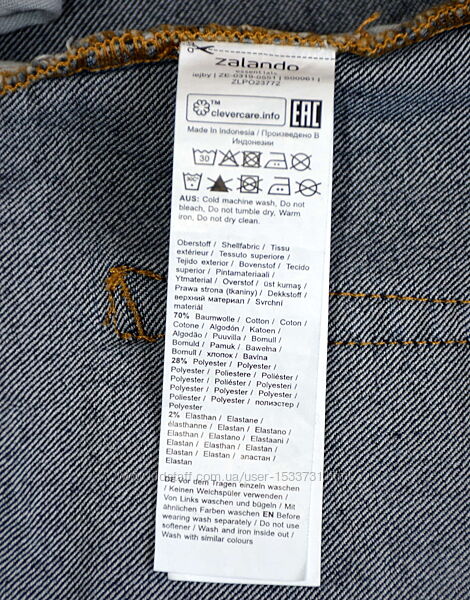 zalando
essentials
iejby | ZE-0319-0551 | S00061 |
ZLPO23772
TM
clevercare.info
EAC
Made In Indonesia / Произведено В
Индонезии
30
AUS: Cold machine wash, Do not
bleach, Do not tumble dry, Warm
iron, Do not dry clean.
Oberstoff / Shellfabric / Tissu
extérieur / Tessuto superiore /
Tejido exterior / Bovenstof / Tecido
superior / Pintamateriaali /
Ytmaterial / Overstof / üst kumaş /
Prawa strona (tkaniny) / Dekkstoff /
верхний материал / Svrchní
materiál
70% Baumwolle / Cotton / Coton /
Cotone / Algodón / Katoen /
Algodão / Puuvilla / Bomull /
Bomuld / Pamuk / Bawełna /
Bomull / хлопок / Bavlna
28% Polyester / Polyester /
Polyester / Poliestere / Poliéster /
Polyester / Poliéster / Polyesteri /
Polyester / Polyester / Polyester /
Poliester / Polyester / полиэстер /
Polyester
2% Elasthan / Elastane /
élasthanne / Elastan / Elastano /
Elasthan / Elastano / Elastaani /
Elastan / Elasthan / Elastan /
Elastan / Elastan / эластан /
Elastan
DE Vor dem Tragen einzeln waschen
/ Keinen Weichspüler verwenden /
Von Links waschen und bügeln / Mit
ähnlichen Farben waschen EN Before
wearing wash separately / Do not use
softener / Wash and iron inside out /
Wash with similar colours